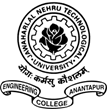 JAWAHARLAL NEHRU TECHNOLOGICAL
UNIVERSITY
योगः कर्मसु कौशलम्
ENGINEERING
COLLEGE
ANANTAPUR